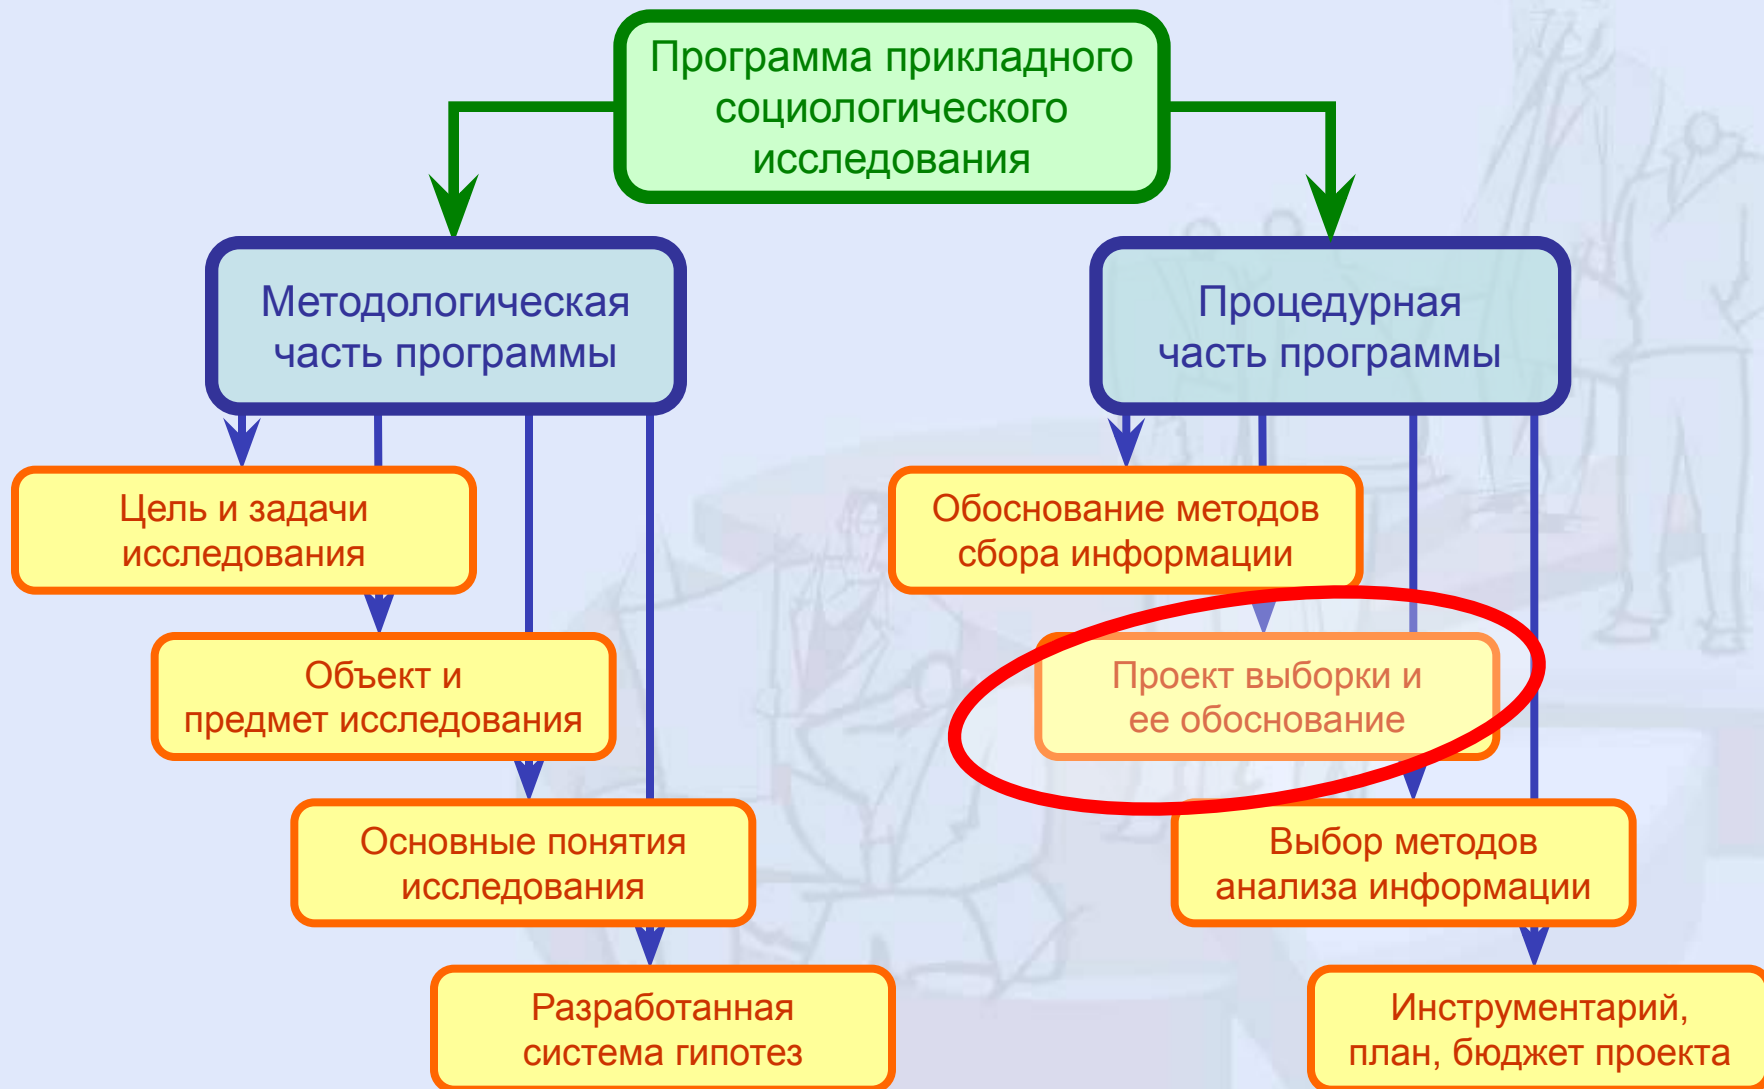 Программа прикладного
социологического
исследования
Методологическая
часть программы
Цель и задачи
исследования
Объект и
предмет исследования
Основные понятия
исследования
Разработанная
система гипотез
Процедурная
часть программы
Обоснование методов
сбора информации
Проект выборки и
ее обоснование
Выбор методов
анализа информации
Инструментарий,
план, бюджет проекта